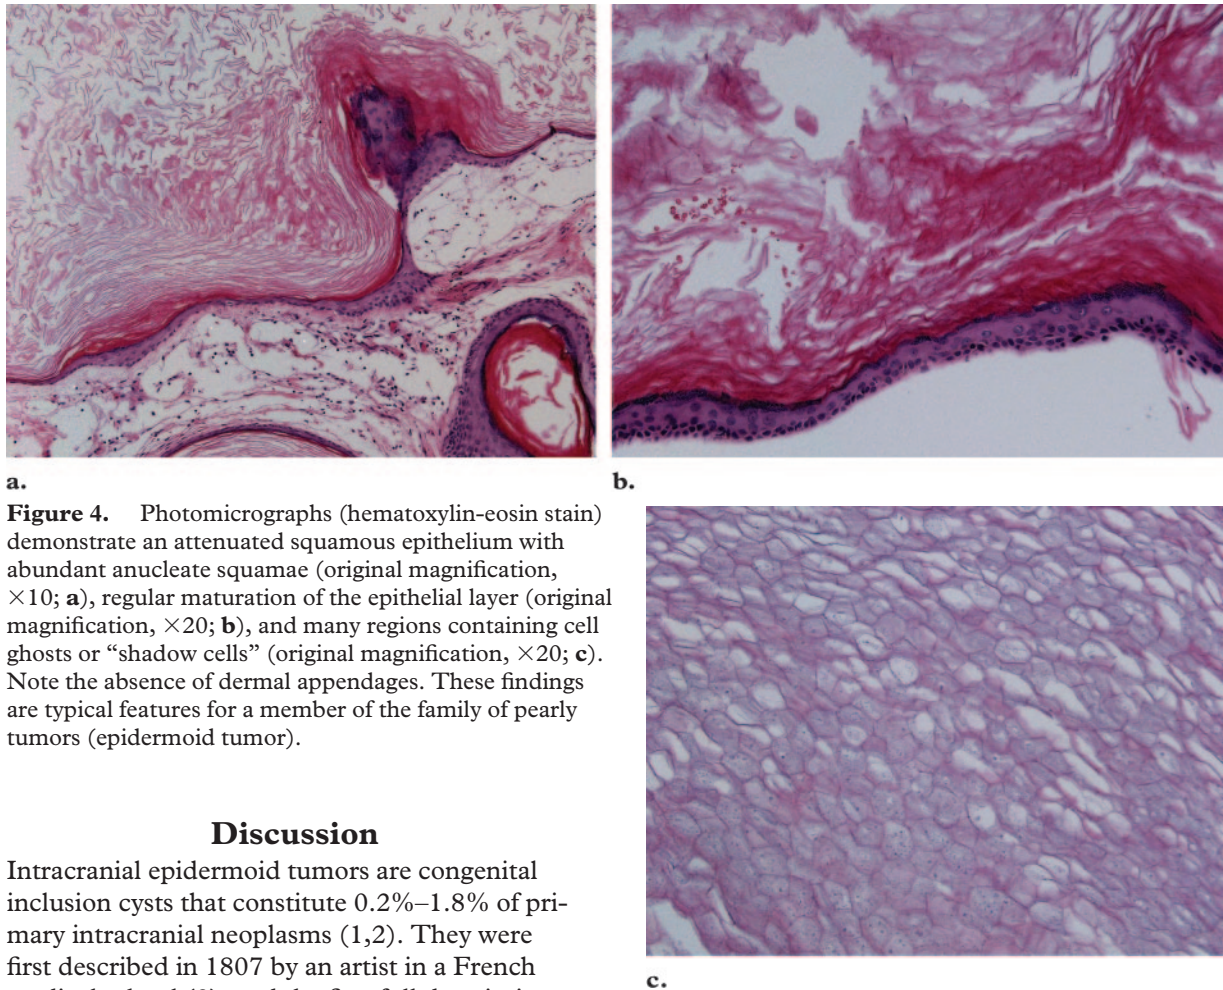 a.
b.
Figure 4. Photomicrographs (hematoxylin-eosin stain)
demonstrate an attenuated squamous epithelium with
abundant anucleate squamae (original magnification,
×10; a), regular maturation of the epithelial layer (original
magnification, ×20; b), and many regions containing cell
ghosts or “shadow cells” (original magnification, ×20; c).
Note the absence of dermal appendages. These findings
are typical features for a member of the family of pearly
tumors (epidermoid tumor).
Discussion
Intracranial epidermoid tumors are congenital
inclusion cysts that constitute 0.2%–1.8% of pri-
mary intracranial neoplasms (1,2). They were
first described in 1807 by an artist in a French
c.